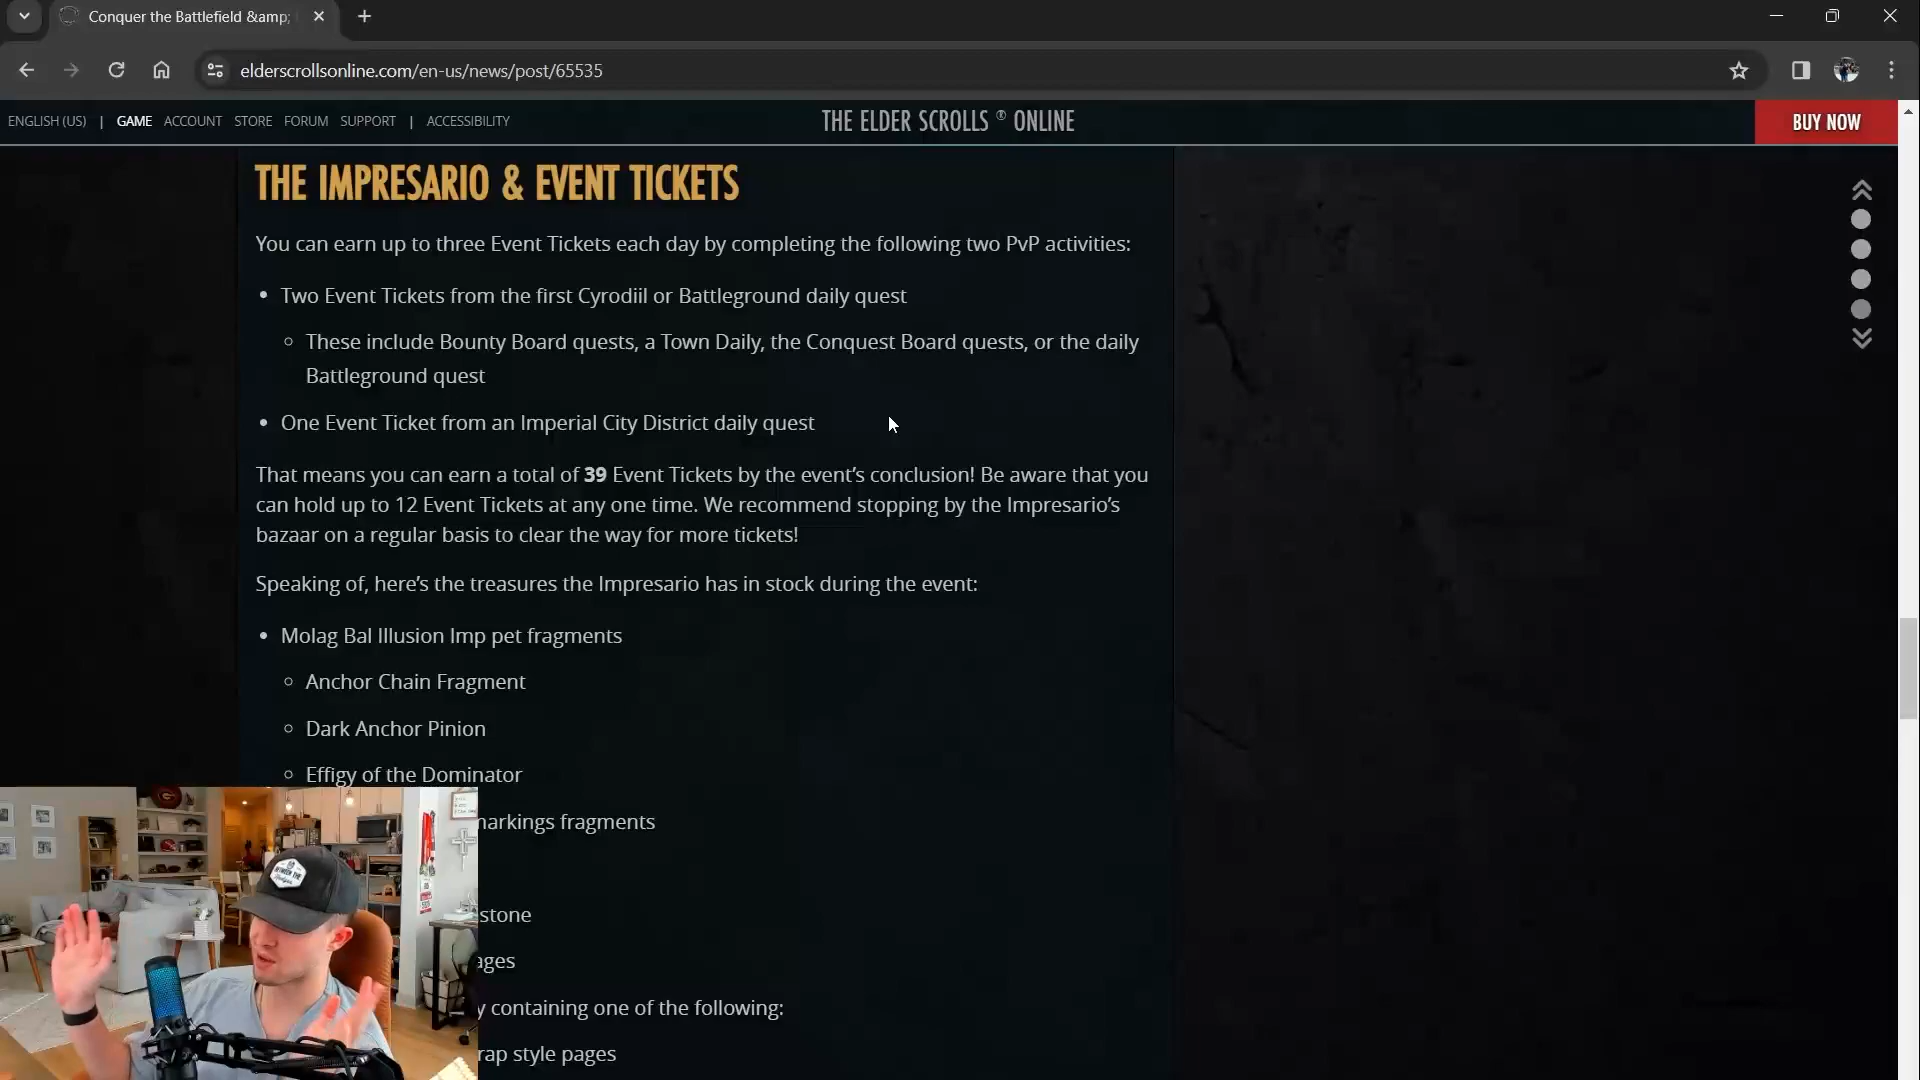 Conquer the Battlefield &amp;
elderscrollsonline.com/en-us/news/post/65535
ENGLISH (US) | GAME ACCOUNT STORE FORUM SUPPORT | ACCESSIBILITY
THE ELDER SCROLLS ® ONLINE
BUY NOW
THE IMPRESARIO & EVENT TICKETS
You can earn up to three Event Tickets each day by completing the following two PvP activities:
• Two Event Tickets from the first Cyrodiil or Battleground daily quest
◦ These include Bounty Board quests, a Town Daily, the Conquest Board quests, or the daily
Battleground quest
• One Event Ticket from an Imperial City District daily quest
That means you can earn a total of 39 Event Tickets by the event’s conclusion! Be aware that you
can hold up to 12 Event Tickets at any one time. We recommend stopping by the Impresario’s
bazaar on a regular basis to clear the way for more tickets!
Speaking of, here’s the treasures the Impresario has in stock during the event:
• Molag Bal Illusion Imp pet fragments
◦ Anchor Chain Fragment
◦ Dark Anchor Pinion
◦ Effigy of the Dominator
markings fragments
stone
ages
y containing one of the following:
rap style pages